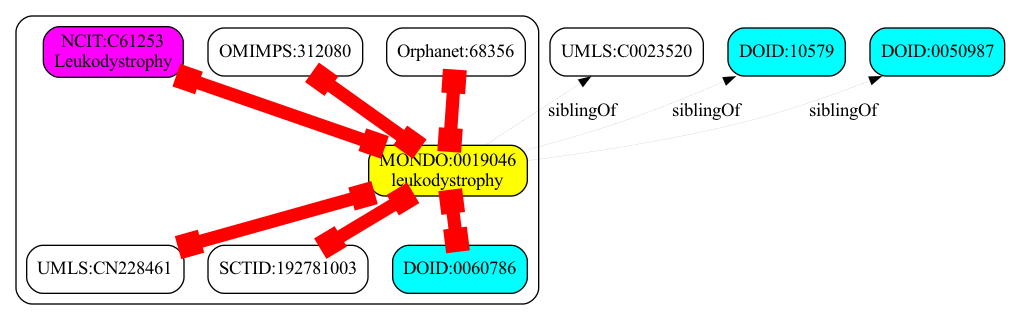 NCIT:C61253
Leukodystrophy
OMIMPS:312080
Orphanet:68356
UMLS:C0023520
DOID:10579
DOID:0050987
siblingOf
siblingOf
siblingOf
MONDO:0019046
leukodystrophy
UMLS:CN228461
SCTID:192781003
DOID:0060786